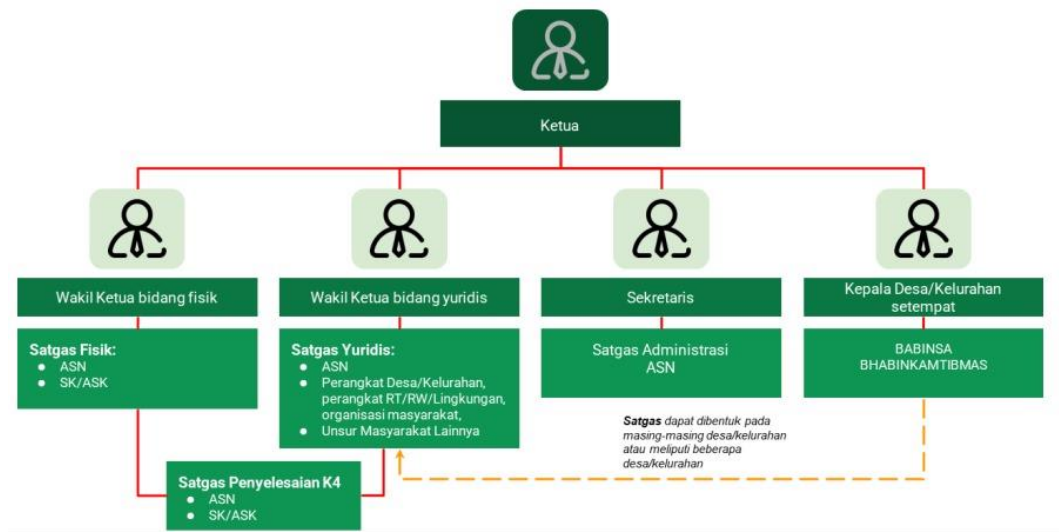 Ketua
Wakil Ketua bidang fisik
Satgas Fisik:
● ASN
● SK/ASK
Wakil Ketua bidang yuridis
Satgas Yuridis:
● ASN
● Perangkat Desa/Kelurahan,
perangkat RT/RW/Lingkungan,
organisasi masyarakat,
● Unsur Masyarakat Lainnya
Sekretaris
Satgas Administrasi
ASN
Kepala Desa/Kelurahan
setempat
BABINSA
BHABINKAMTIBMAS
Satgas dapat dibentuk pada
masing-masing desa/kelurahan
atau meliputi beberapa
desa/kelurahan
Satgas Penyelesaian K4
● ASN
● SK/ASK